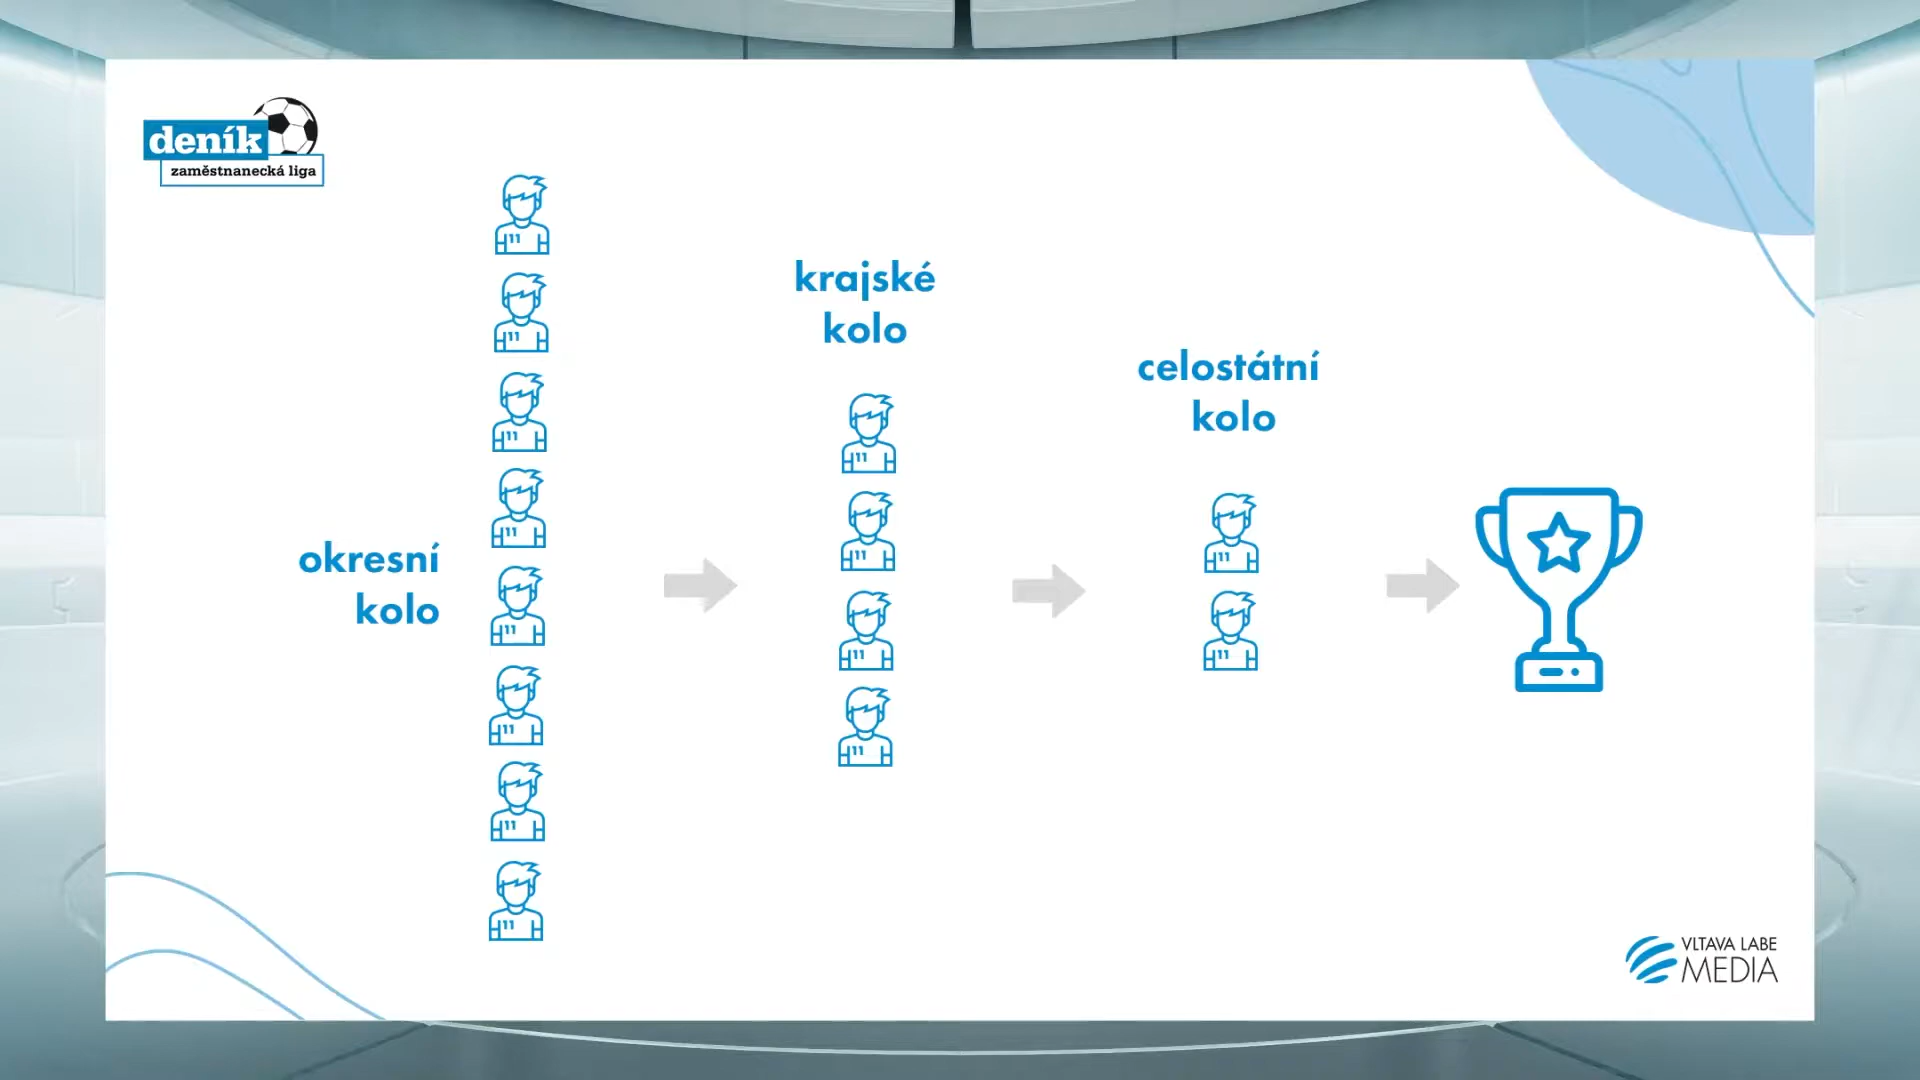 deník
zaměstnanecká liga
okresní
kolo
krajské
kolo
celostátní
kolo
VLTAVA LABE
MEDIA